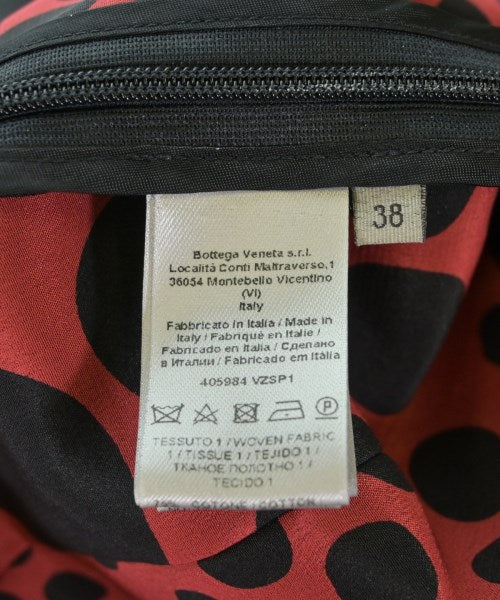 38
Bottega Veneta s.r.l.
Località Conti Maltraverso,1
36054 Montebello Vicentino
(VI)
Italy
Fabbricato in Italia / Made in
Italy / Fabriqué en Italie /
Fabricado en Italia / Сделано
в Италии / Fabricado em Itália
405984 VZSP1
P
TESSUTO 1 / WOVEN FABRIC
1 / TISSUE 1 / TEJIDO 1 /
ТКАНОЕ ПОЛОТНО 1 /
TECIDO 1
COTONE/COTTON